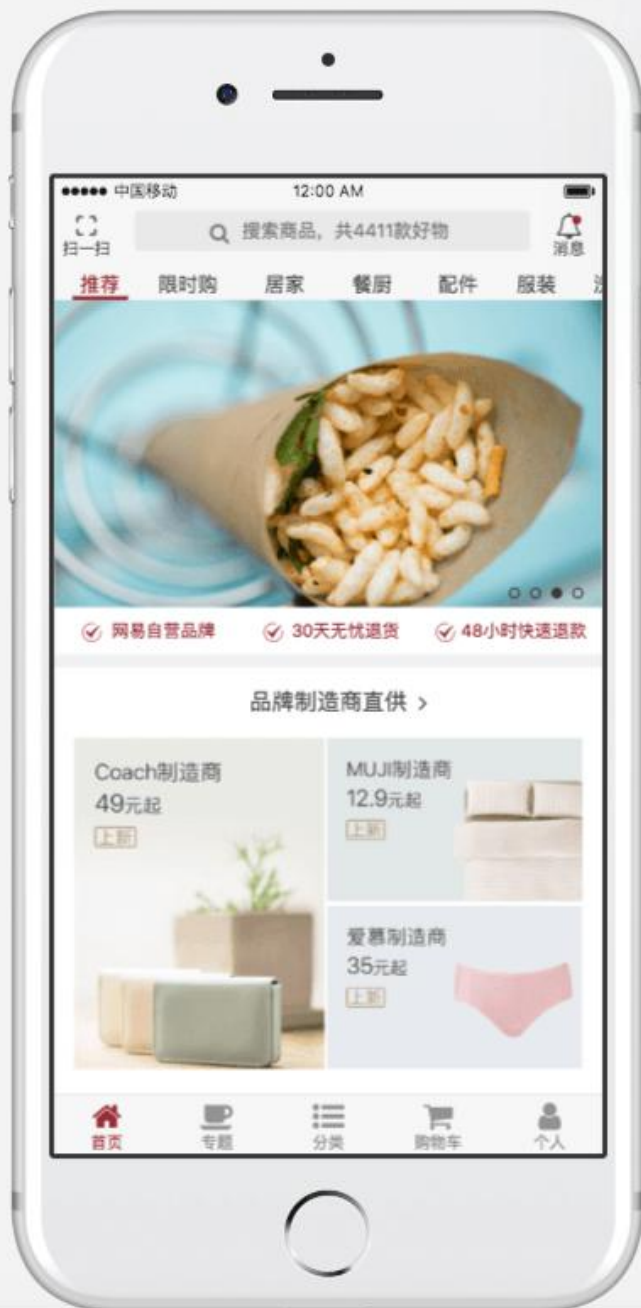 中国移动 12:00 AM
扫一扫 搜索商品，共4411款好物 消息
推荐 限时购 居家 餐厨 配件 服装
网易自营品牌 30天无忧退货 48小时快速退款
品牌制造商直供 >
Coach制造商
49元起
上新
MUJI制造商
12.9元起
上新
爱慕制造商
35元起
上新
首页 专题 分类 购物车 个人